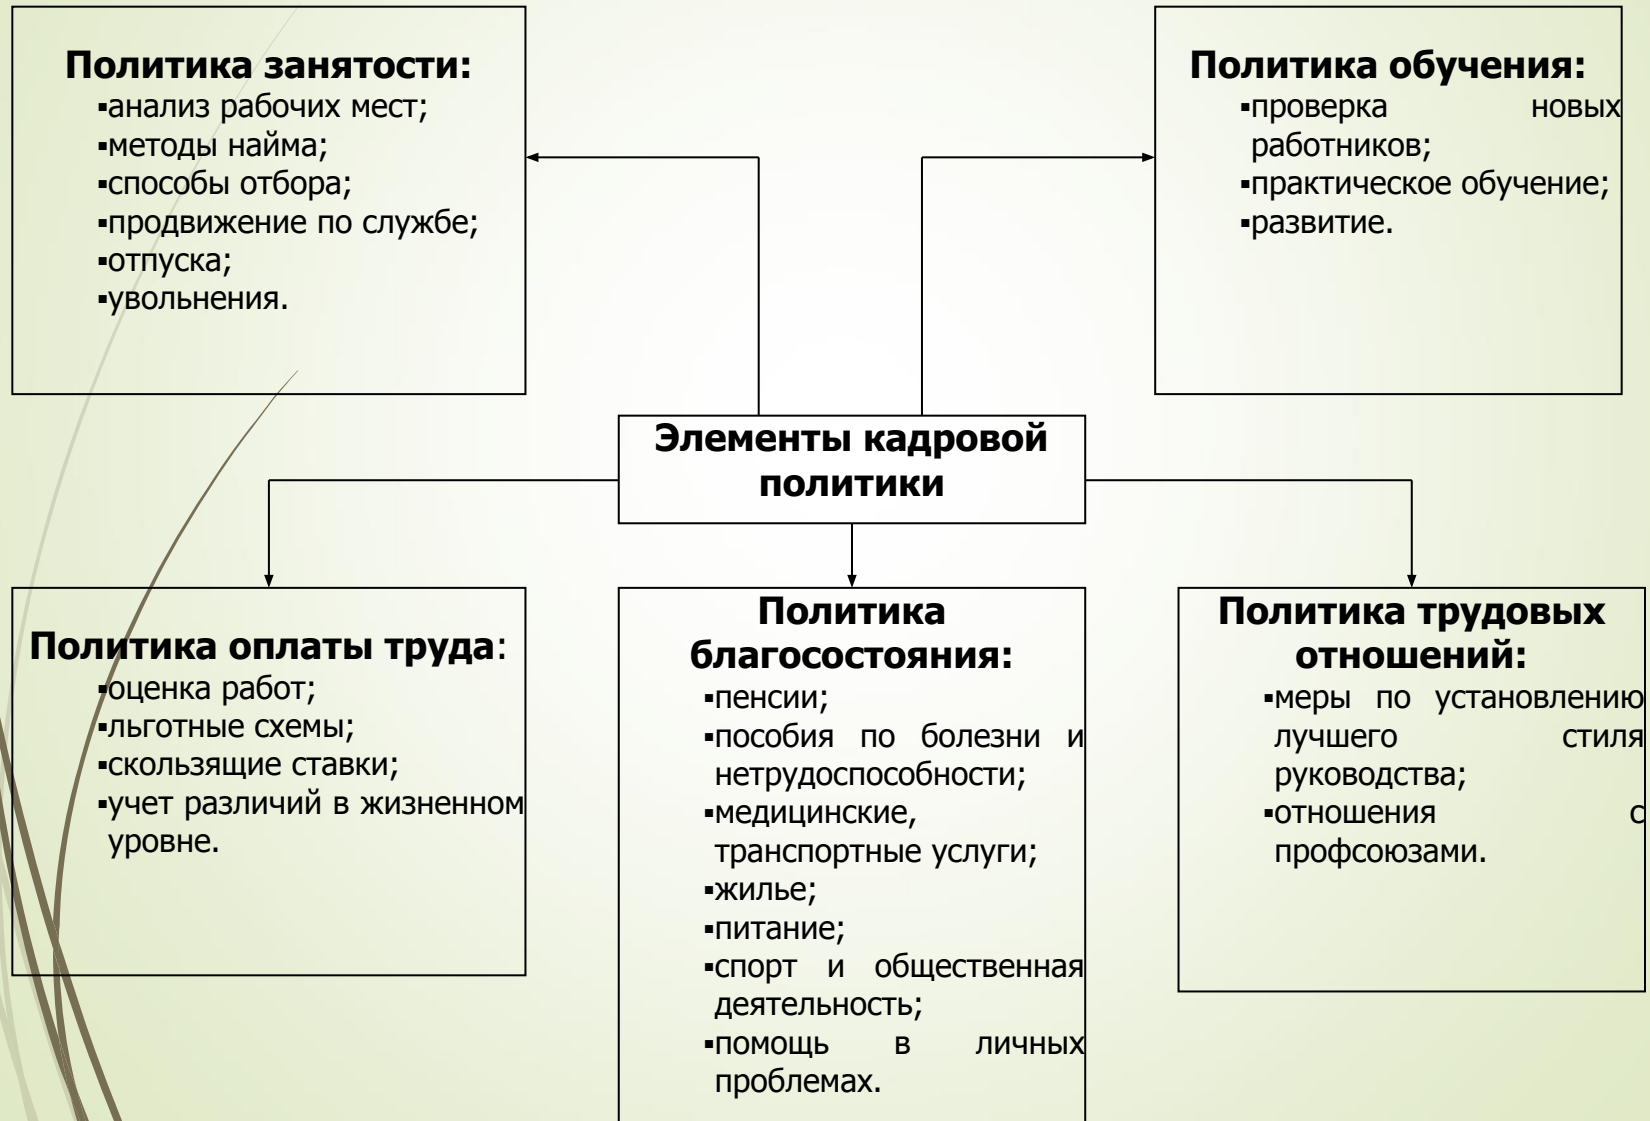 Политика занятости:
▪анализ рабочих мест;
▪методы найма;
▪способы отбора;
▪продвижение по службе;
▪отпуска;
▪увольнения.
Политика обучения:
▪проверка новых
работников;
▪практическое обучение;
▪развитие.
Элементы кадровой
политики
Политика оплаты труда:
▪оценка работ;
▪льготные схемы;
▪скользящие ставки;
▪учет различий в жизненном
уровне.
Политика
благосостояния:
▪пенсии;
▪пособия по болезни и
нетрудоспособности;
▪медицинские,
транспортные услуги;
▪жилье;
▪питание;
▪спорт и общественная
деятельность;
▪помощь в личных
проблемах.
Политика трудовых
отношений:
▪меры по установлению
лучшего стиля
руководства;
▪отношения с
профсоюзами.